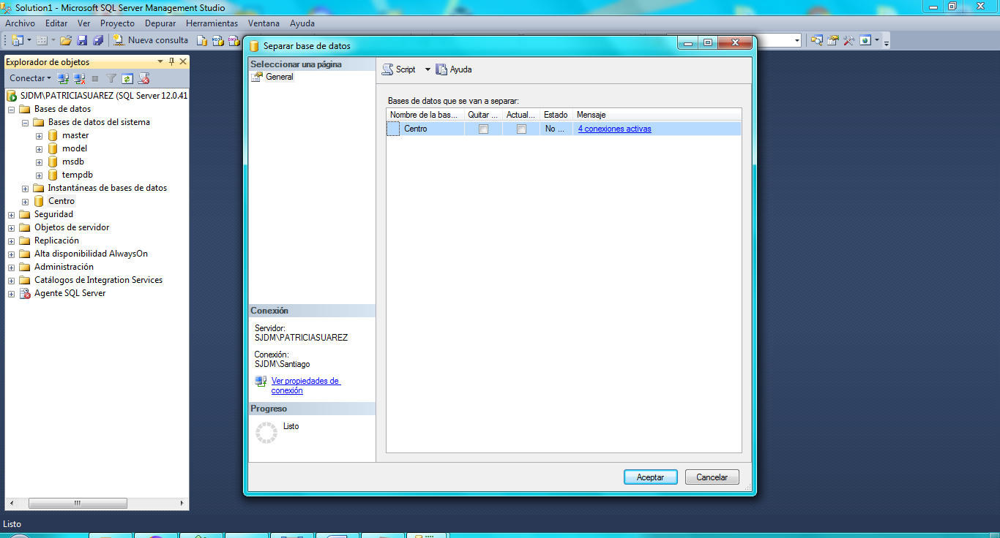 Solution1 - Microsoft SQL Server Management Studio
Archivo Editar Ver Proyecto Depurar Herramientas Ventana Ayuda
Nueva consulta
Explorador de objetos
Conectar
SJDM\PATRICIASUAREZ (SQL Server 12.0.41
Bases de datos
Bases de datos del sistema
master
model
msdb
tempdb
Instantáneas de bases de datos
Centro
Seguridad
Objetos de servidor
Replicación
Alta disponibilidad AlwaysOn
Administración
Catálogos de Integration Services
Agente SQL Server
Separar base de datos
Seleccionar una página
General
Script Ayuda
Bases de datos que se van a separar:
Nombre de la bas... Quitar ... Actual... Estado Mensaje
Centro No ... 4 conexiones activas
Conexión
Servidor:
SJDM\PATRICIASUAREZ
Conexión:
SJDM\Santiago
Ver propiedades de
conexión
Progreso
Listo
Aceptar Cancelar
Listo